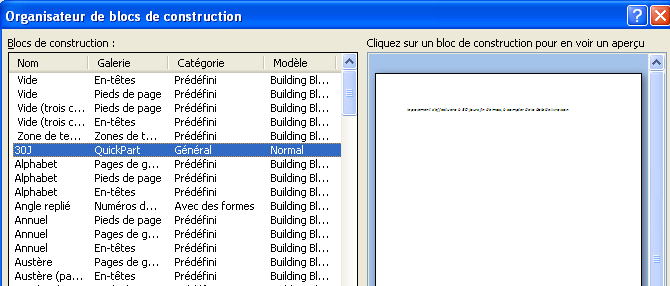 Organisateur de blocs de construction
Blocs de construction :
Cliquez sur un bloc de construction pour en voir un aperçu
Nom Galerie Catégorie Modèle
Vide En-têtes Prédéfini Building Bl...
Vide Pieds de page Prédéfini Building Bl...
Vide (trois c... Pieds de page Prédéfini Building Bl...
Vide (trois c... En-têtes Prédéfini Building Bl...
Zone de te... Zones de t... Prédéfini Building Bl...
30J QuickPart Général Normal
Alphabet Pages de g... Prédéfini Building Bl...
Alphabet Pieds de page Prédéfini Building Bl...
Alphabet En-têtes Prédéfini Building Bl...
Angle replié Numéros d... Avec des formes Building Bl...
Annuel Pieds de page Prédéfini Building Bl...
Annuel Pages de g... Prédéfini Building Bl...
Annuel En-têtes Prédéfini Building Bl...
Austère Pages de g... Prédéfini Building Bl...
Austère (pa... En-têtes Prédéfini Building Bl...